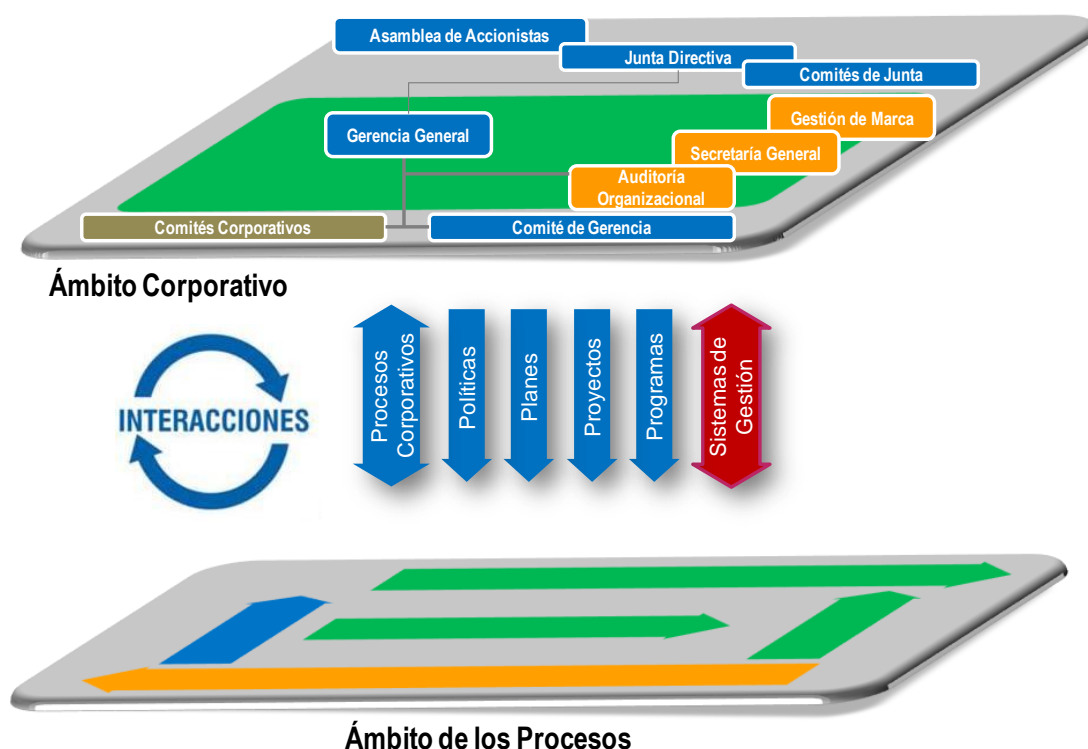 Asamblea de Accionistas
Junta Directiva
Comités de Junta
Gestión de Marca
Gerencia General
Secretaría General
Auditoría
Organizacional
Comités Corporativos
Comité de Gerencia
Ámbito Corporativo
INTERACCIONES
Procesos
Corporativos
Políticas
Planes
Proyectos
Programas
Sistemas de
Gestión
Ámbito de los Procesos